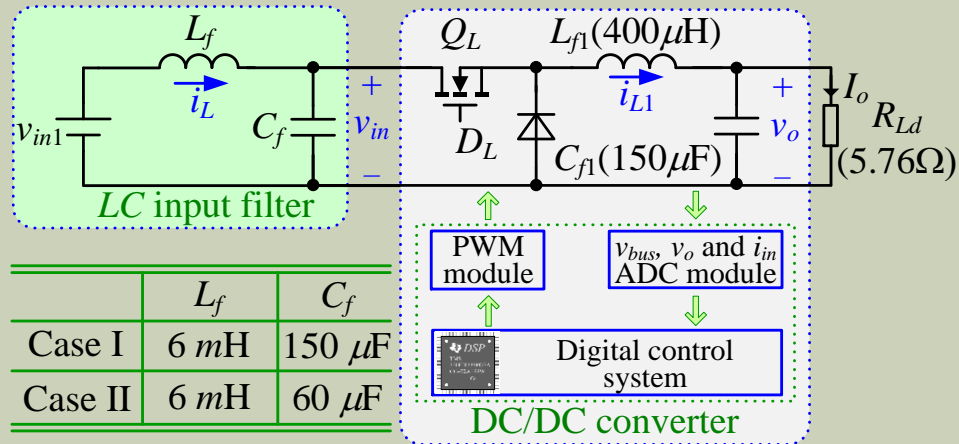 L_f
Q_L
L_f1(400μH)
i_L
i_L1
v_in1
C_f
+
v_in
−
D_L
C_f1(150μF)
+
v_o
−
I_o
R_Ld
(5.76Ω)
LC input filter
PWM
module
v_bus, v_o and i_in
ADC module
L_f C_f
Case I 6 mH 150 μF
Case II 6 mH 60 μF
DSP
Digital control
system
DC/DC converter